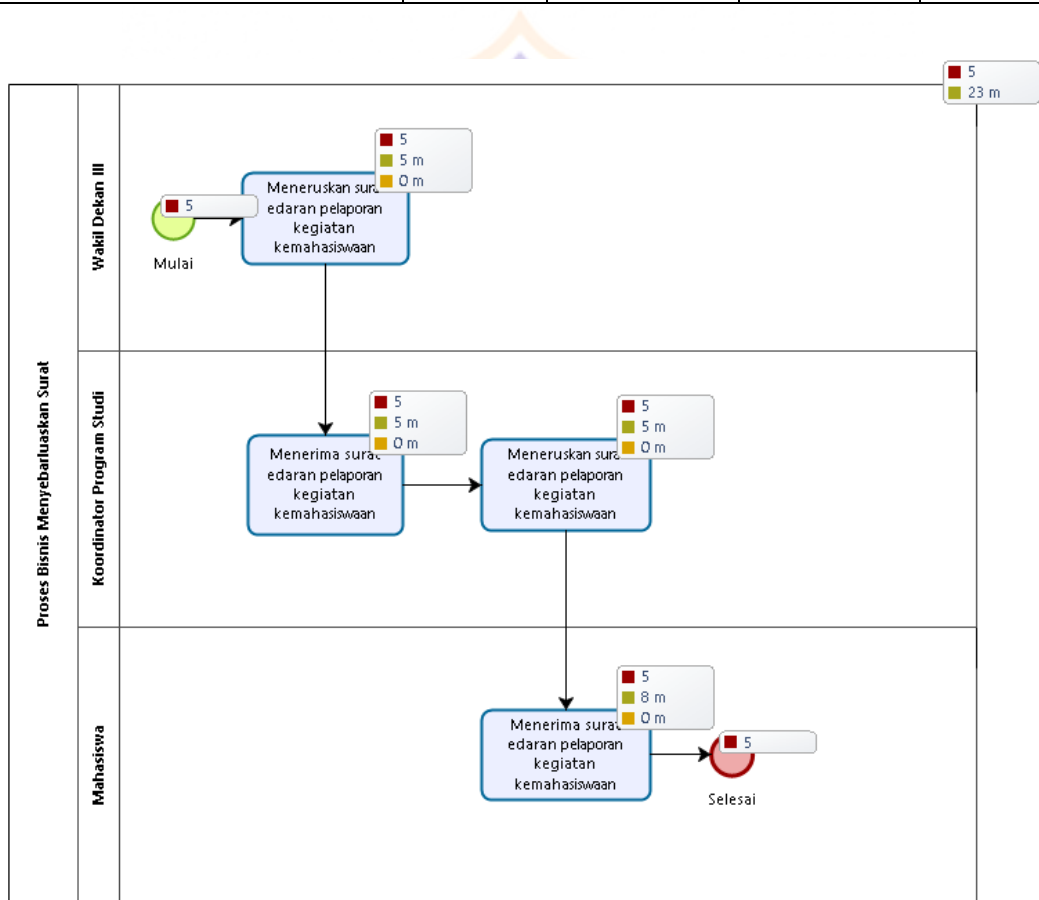 5
23 m
Proses Bisnis Menyebarluaskan Surat
Wakil Dekan III
5
5 m
0 m
5
Meneruskan surat
edaran pelaporan
kegiatan
kemahasiswaan
Mulai
Koordinator Program Studi
5
5 m
0 m
Menerima surat
edaran pelaporan
kegiatan
kemahasiswaan
5
5 m
0 m
Meneruskan surat
edaran pelaporan
kegiatan
kemahasiswaan
Mahasiswa
5
8 m
0 m
Menerima surat
edaran pelaporan
kegiatan
kemahasiswaan
5
Selesai